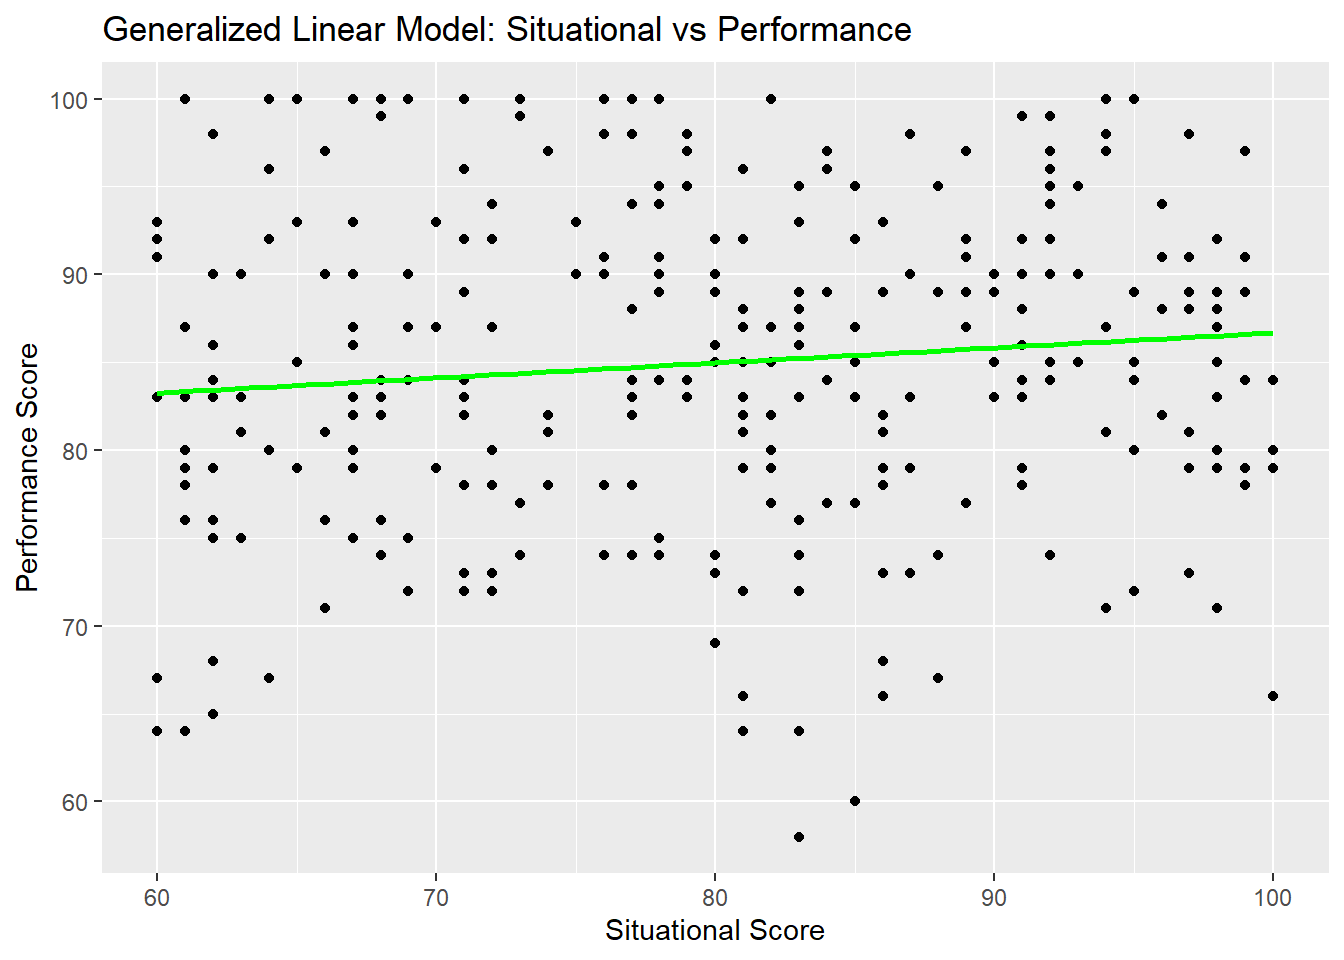 Generalized Linear Model: Situational vs Performance
100
90
80
70
60
Performance Score
60 70 80 90 100
Situational Score